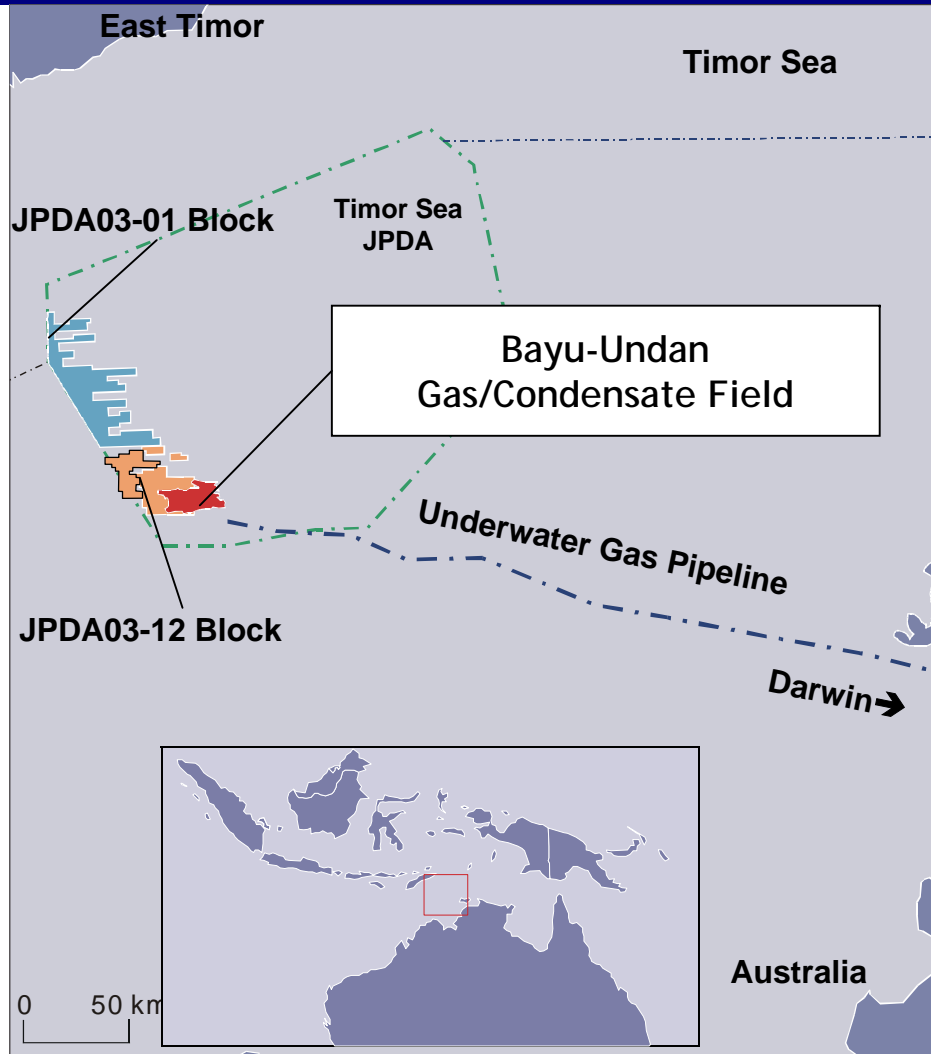 East Timor
Timor Sea
JPDA03-01 Block
Timor Sea
JPDA
Bayu-Undan
Gas/Condensate Field
Underwater Gas Pipeline
JPDA03-12 Block
Darwin➔
Australia
0 50 km